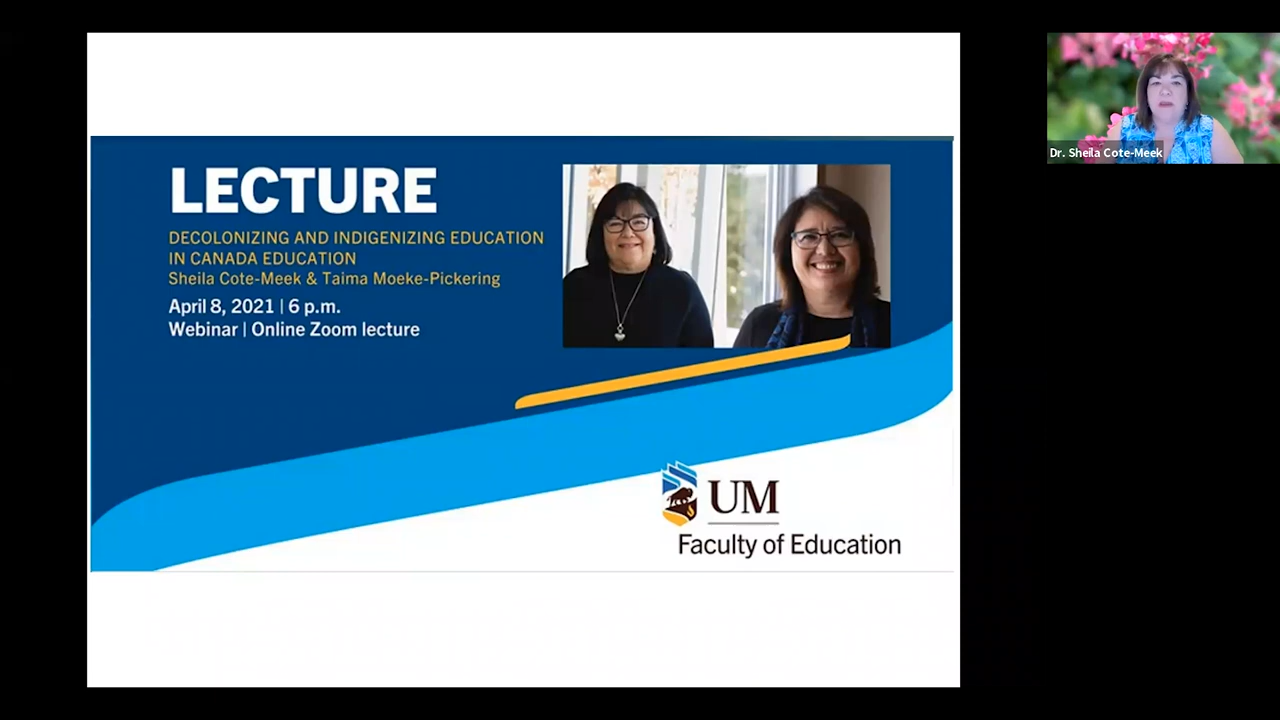 LECTURE
DECOLONIZING AND INDIGENIZING EDUCATION
IN CANADA EDUCATION
Sheila Cote-Meek & Taima Moeke-Pickering
April 8, 2021 | 6 p.m.
Webinar | Online Zoom lecture
UM
Faculty of Education
Dr. Sheila Cote-Meek